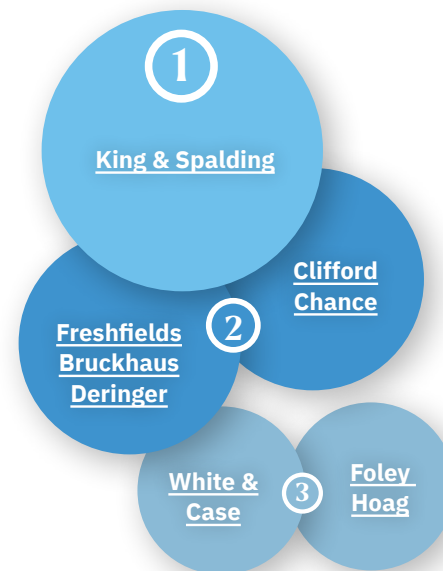 1
King & Spalding
Clifford
Chance
2
Freshfields
Bruckhaus
Deringer
White &
Case
3
Foley
Hoag